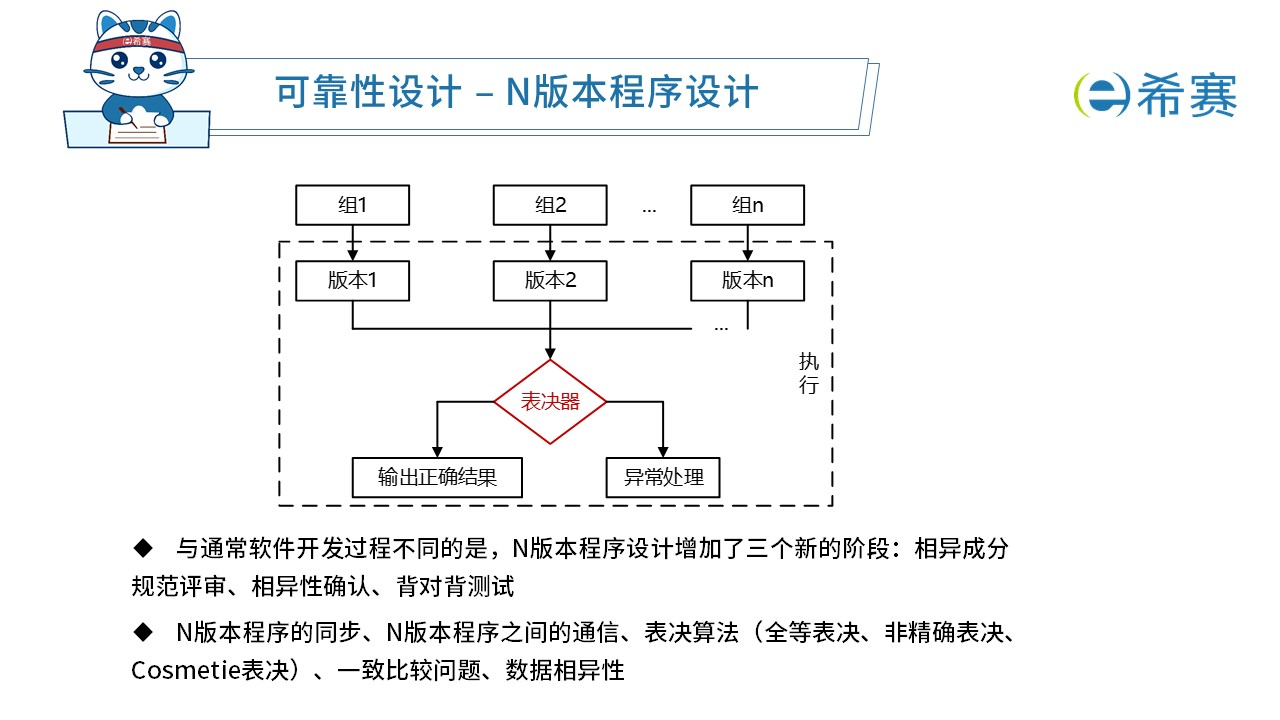 希赛
可靠性设计 – N版本程序设计
希赛
组1
组2
...
组n
版本1
版本2
版本n
...
执
行
表决器
输出正确结果
异常处理
◆ 与通常软件开发过程不同的是，N版本程序设计增加了三个新的阶段：相异成分
规范评审、相异性确认、背对背测试
◆ N版本程序的同步、N版本程序之间的通信、表决算法（全等表决、非精确表决、
Cosmetie表决）、一致比较问题、数据相异性